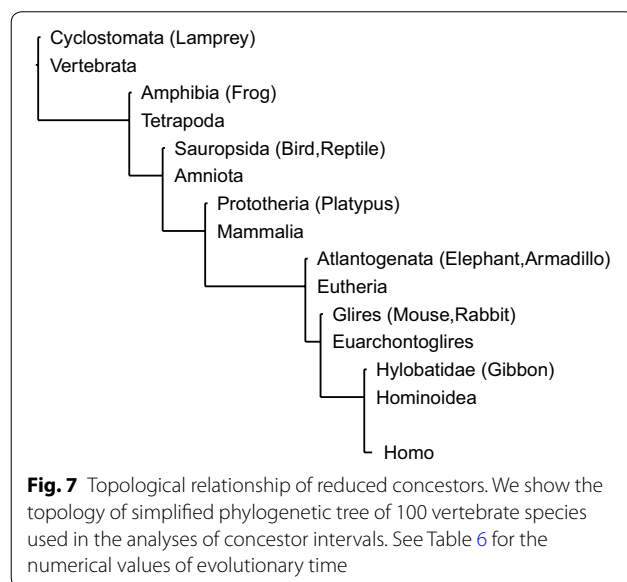 Cyclostomata (Lamprey)
Vertebrata
Amphibia (Frog)
Tetrapoda
Sauropsida (Bird,Reptile)
Amniota
Prototheria (Platypus)
Mammalia
Atlantogenata (Elephant,Armadillo)
Eutheria
Glires (Mouse,Rabbit)
Euarchontoglires
Hylobatidae (Gibbon)
Hominoidea
Homo
Fig. 7 Topological relationship of reduced concestors. We show the
topology of simplified phylogenetic tree of 100 vertebrate species
used in the analyses of concestor intervals. See Table 6 for the
numerical values of evolutionary time